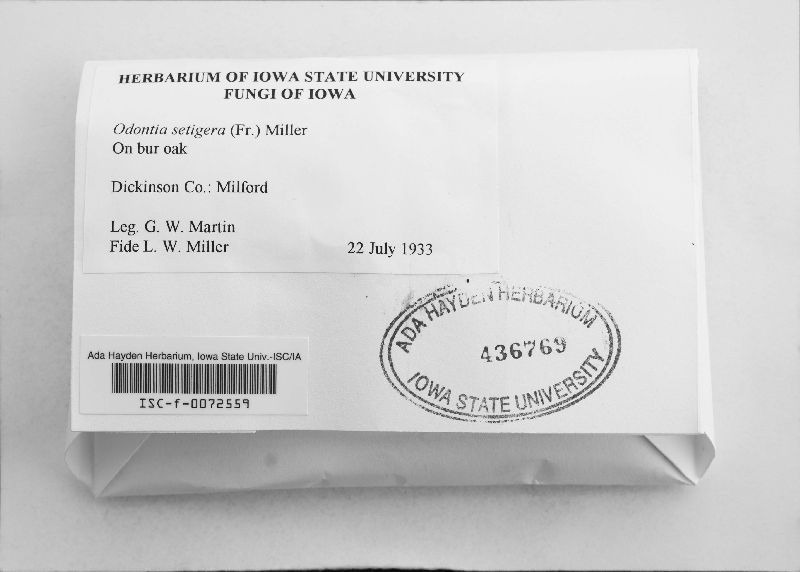 HERBARIUM OF IOWA STATE UNIVERSITY
FUNGI OF IOWA
Odontia setigera (Fr.) Miller
On bur oak
Dickinson Co.: Milford
Leg. G. W. Martin
Fide L. W. Miller 22 July 1933
ADA HAYDEN HERBARIUM
436769
IOWA STATE UNIVERSITY
Ada Hayden Herbarium, Iowa State Univ.-ISC/IA
ISC-f-0072559